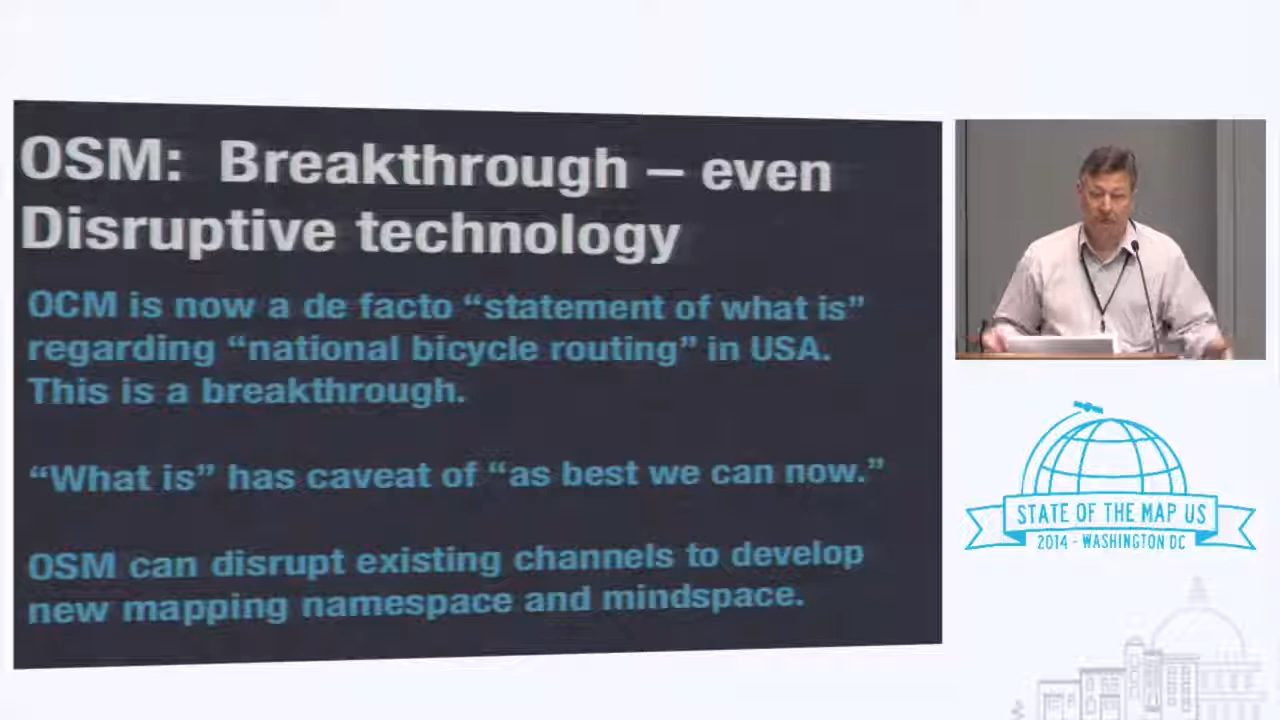 OSM: Breakthrough – even
Disruptive technology
OCM is now a de facto “statement of what is”
regarding “national bicycle routing” in USA.
This is a breakthrough.
“What is” has caveat of “as best we can now.”
OSM can disrupt existing channels to develop
new mapping namespace and mindspace.
STATE OF THE MAP US
2014 - WASHINGTON DC